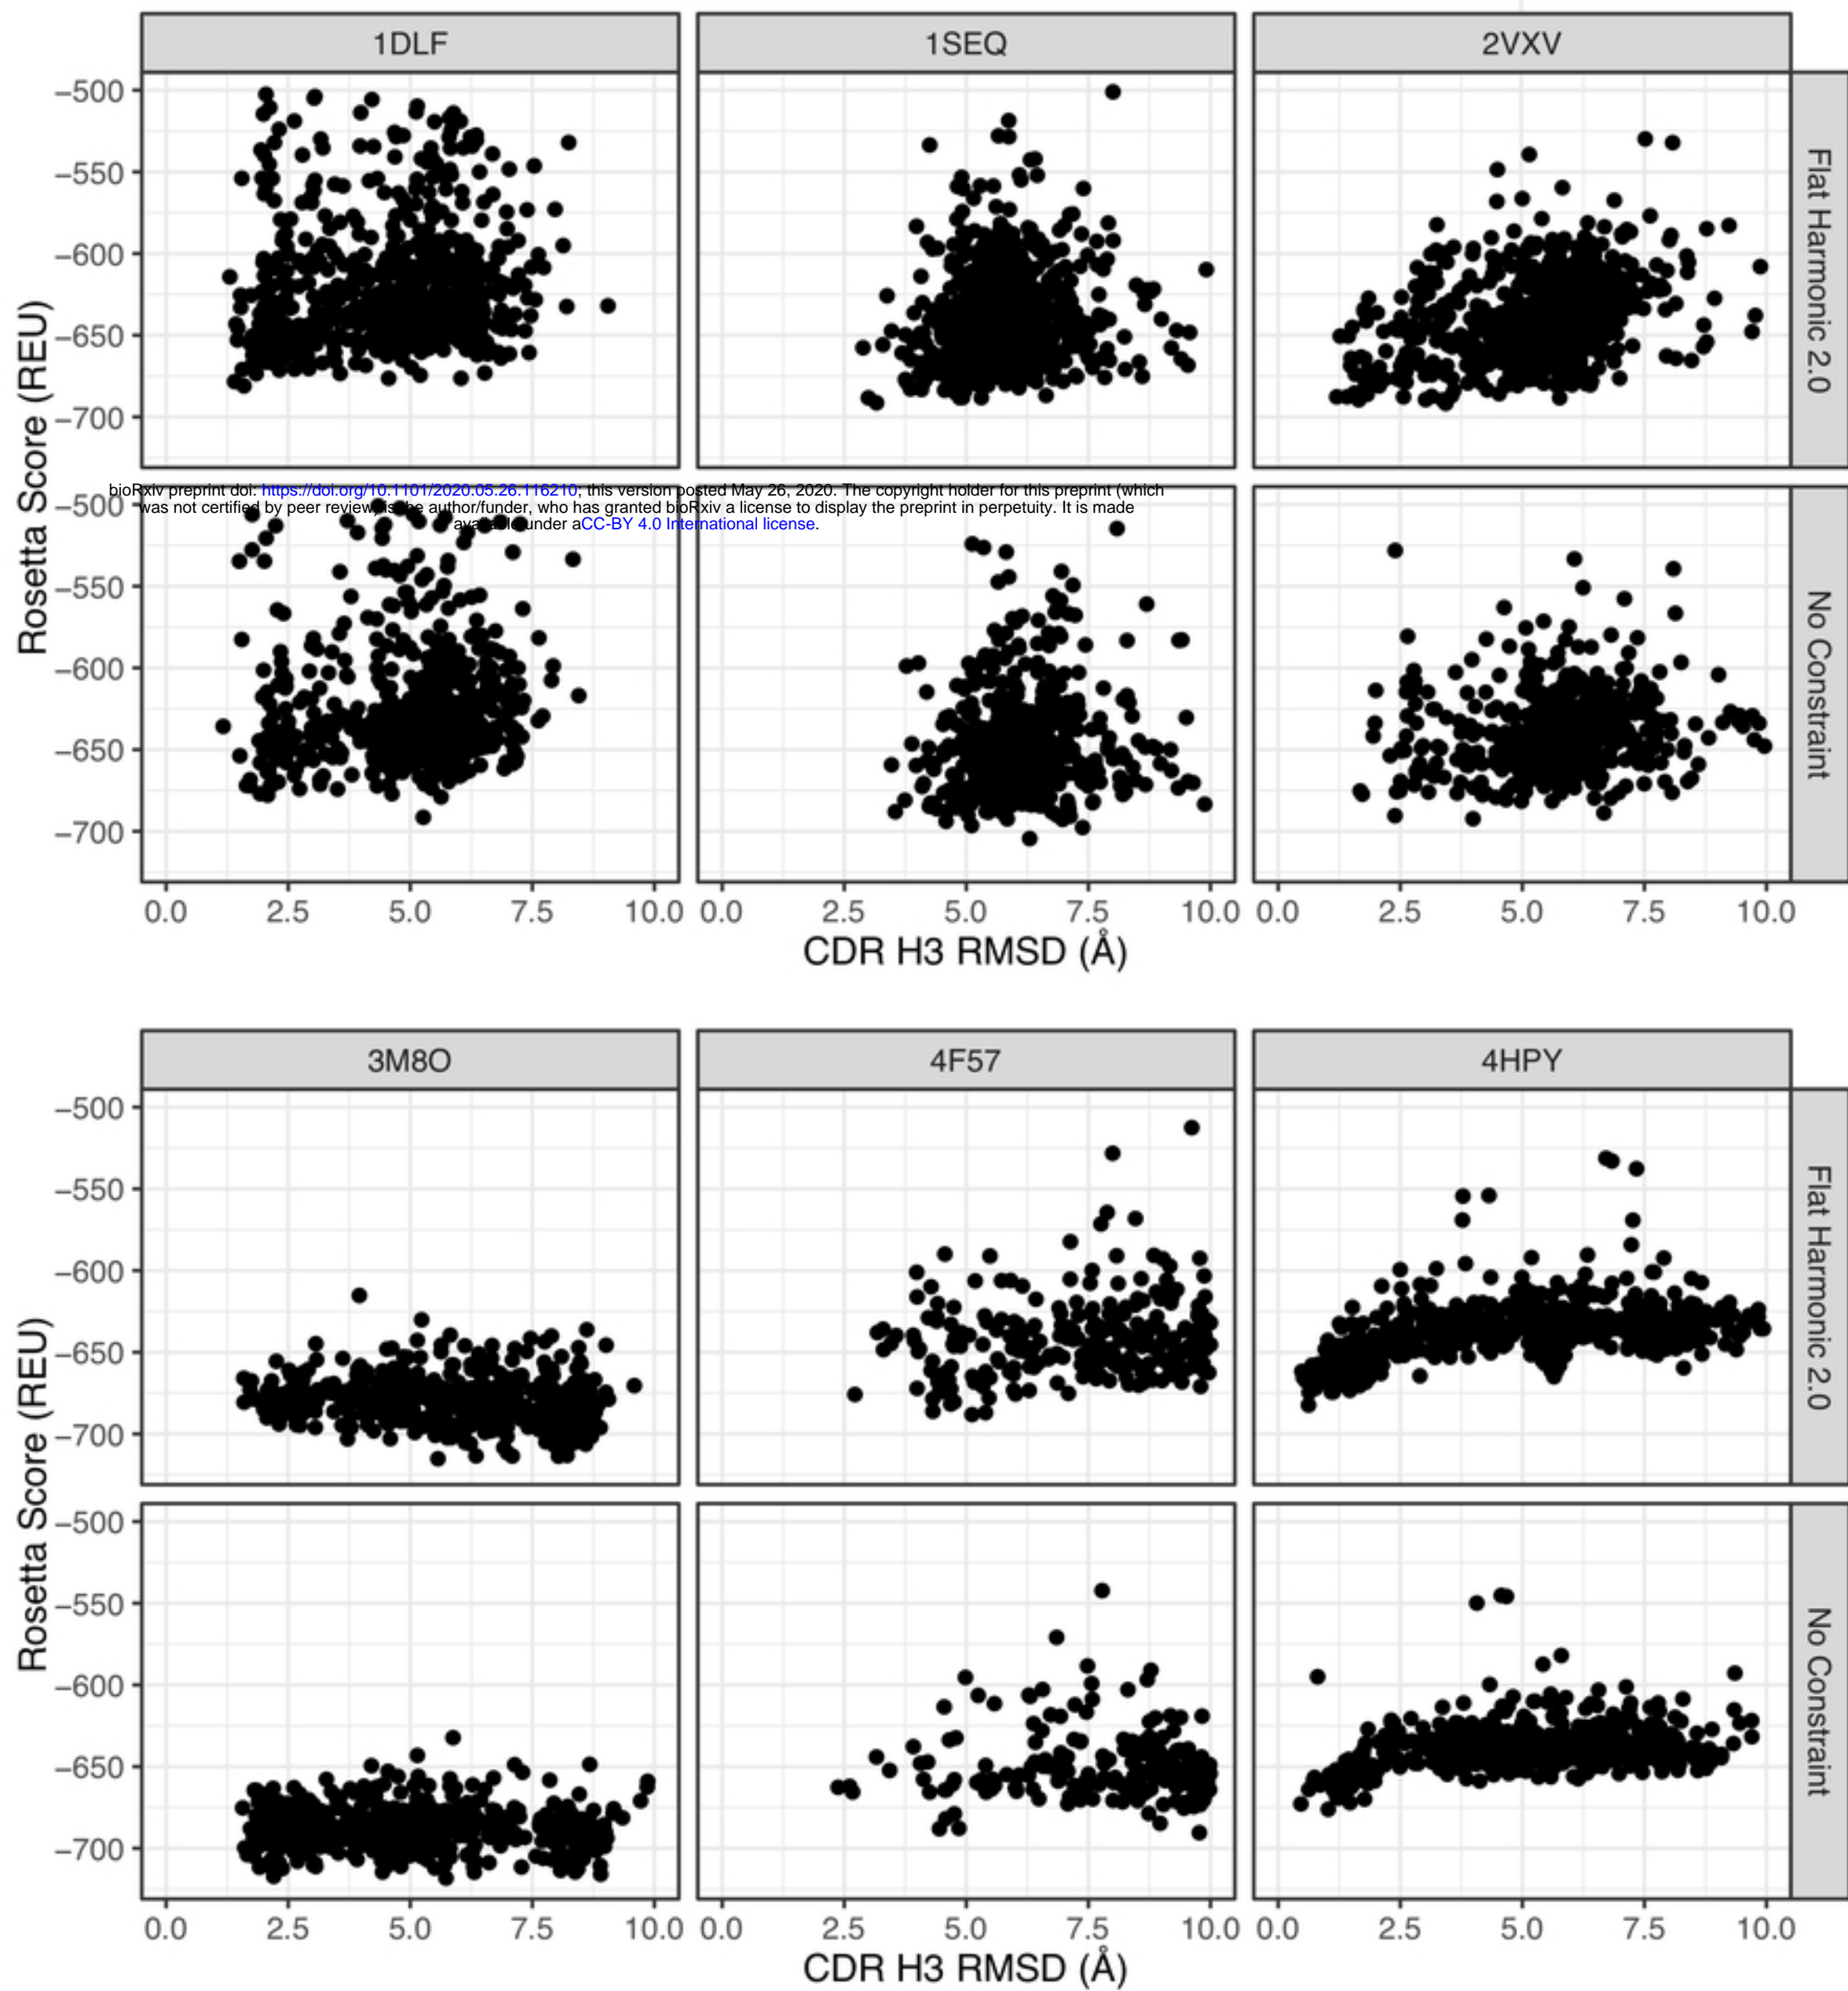 1DLF 1SEQ 2VXV
−500
−550
−600
−650
−700
Flat Harmonic 2.0
Rosetta Score (REU)
bioRxiv preprint doi: https://doi.org/10.1101/2020.05.26.116210; this version posted May 26, 2020. The copyright holder for this preprint (which
was not certified by peer review) is the author/funder, who has granted bioRxiv a license to display the preprint in perpetuity. It is made
available under aCC-BY 4.0 International license.
−500
−550
−600
−650
−700
No Constraint
0.0 2.5 5.0 7.5 10.0 0.0 2.5 5.0 7.5 10.0 0.0 2.5 5.0 7.5 10.0
CDR H3 RMSD (Å)
3M8O 4F57 4HPY
−500
−550
−600
−650
−700
Flat Harmonic 2.0
Rosetta Score (REU)
−500
−550
−600
−650
−700
No Constraint
0.0 2.5 5.0 7.5 10.0 0.0 2.5 5.0 7.5 10.0 0.0 2.5 5.0 7.5 10.0
CDR H3 RMSD (Å)